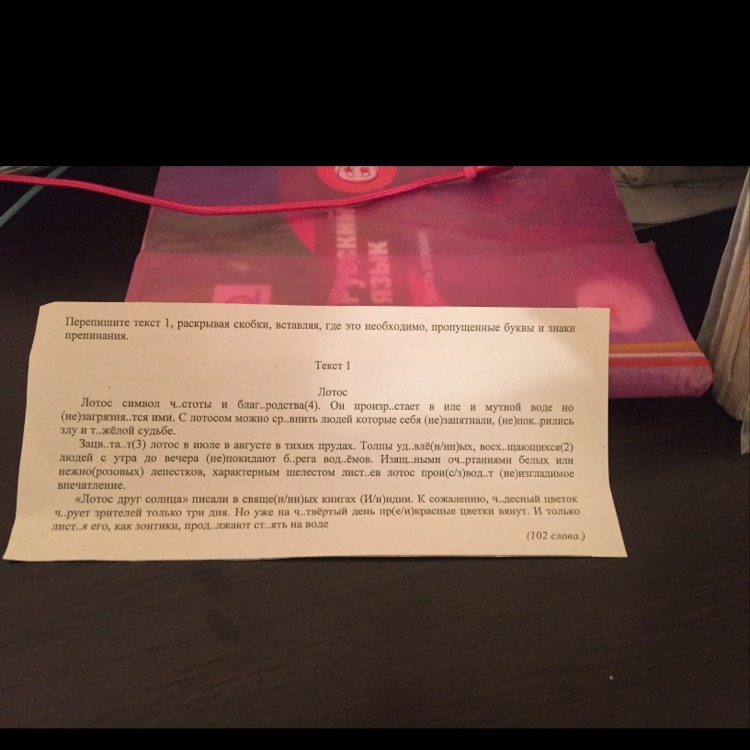 Русский
язык
Перепишите текст 1, раскрывая скобки, вставляя, где это необходимо, пропущенные буквы и знаки
препинания.
Текст 1
Лотос
Лотос символ ч..стоты и благ..родства(4). Он произр..стает в иле и мутной воде но
(не)загрязня..тся ими. С лотосом можно ср..внить людей которые себя (не)запятнали, (не)пок..рились
злу и т..жёлой судьбе.
Зацв..та..т(3) лотос в июле в августе в тихих прудах. Толпы уд..влё(н/нн)ых, восх..щающихся(2)
людей с утра до вечера (не)покидают б..рега вод..ёмов. Изящ..ными оч..ртаниями белых или
нежно(розовых) лепестков, характерным шелестом лист..ев лотос прои(с/з)вод..т (не)изгладимое
впечатление.
«Лотос друг солнца» писали в свяще(н/нн)ых книгах (И/и)ндии. К сожалению, ч..десный цветок
ч..рует зрителей только три дня. Но уже на ч..твёртый день пр(е/и)красные цветки вянут. И только
лист..я его, как зонтики, прод..лжают ст..ять на воде
(102 слова.)